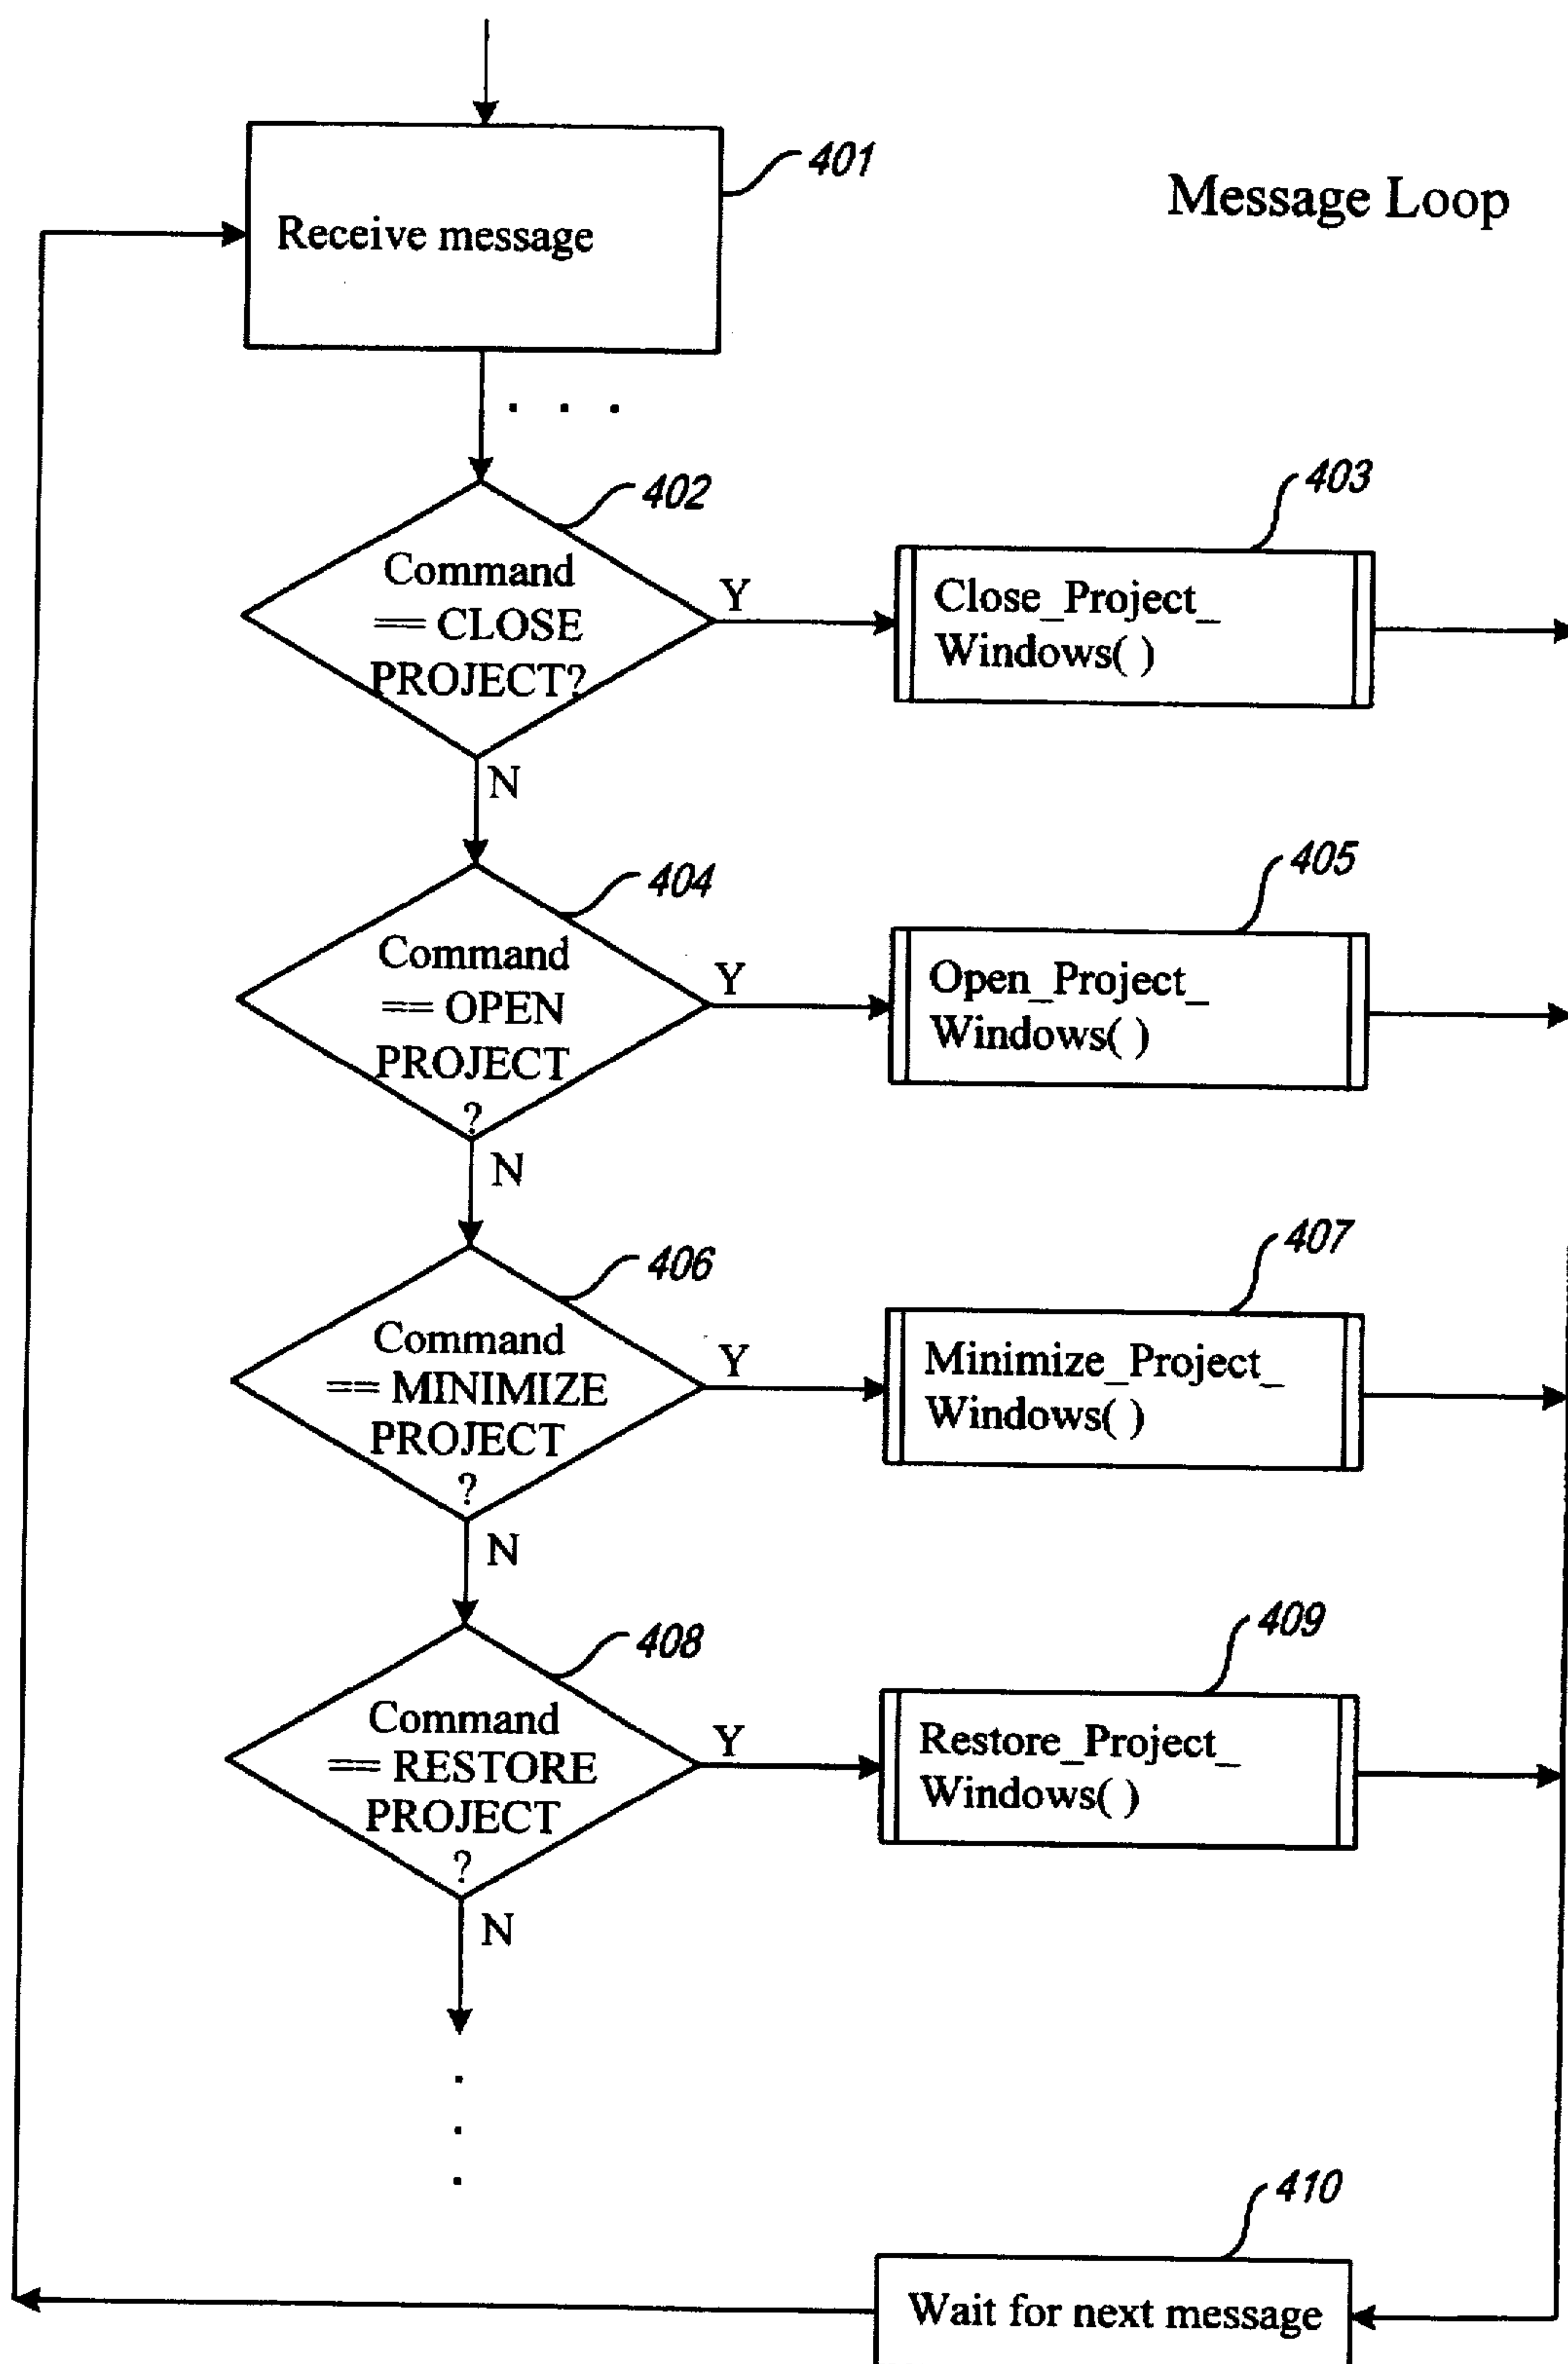 Message Loop
401
Receive message
. . .
402
Command
== CLOSE
PROJECT?
Y
N
403
Close_Project_
Windows( )
404
Command
== OPEN
PROJECT
?
Y
N
405
Open_Project_
Windows( )
406
Command
== MINIMIZE
PROJECT
?
Y
N
407
Minimize_Project_
Windows( )
408
Command
== RESTORE
PROJECT
?
Y
N
409
Restore_Project_
Windows( )
.
.
.
410
Wait for next message